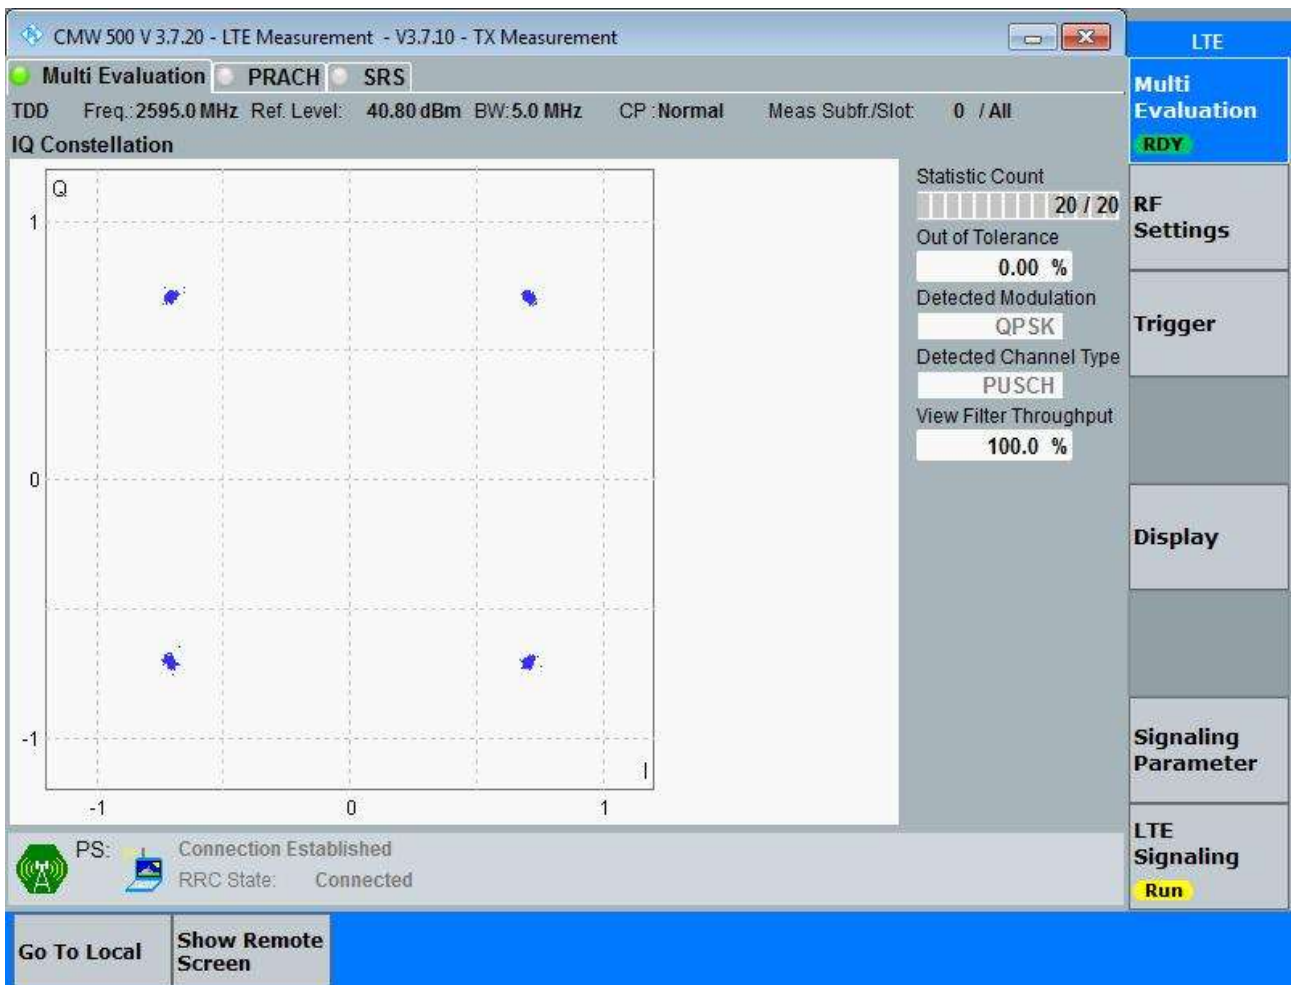 CMW 500 V 3.7.20 - LTE Measurement - V3.7.10 - TX Measurement
LTE
Multi Evaluation PRACH SRS
TDD Freg.: 2595.0 MHz Ref. Level: 40.80 dBm BW: 5.0 MHz CP : Normal Meas Subfr./Slot: 0 / All
IQ Constellation
Q
1
0
-1
-1 0 1
I
Statistic Count
20 / 20
Out of Tolerance
0.00 %
Detected Modulation
QPSK
Detected Channel Type
PUSCH
View Filter Throughput
100.0 %
Multi
Evaluation
RDY
RF
Settings
Trigger
Display
Signaling
Parameter
LTE
Signaling
Run
PS: Connection Established
RRC State: Connected
Go To Local
Show Remote
Screen